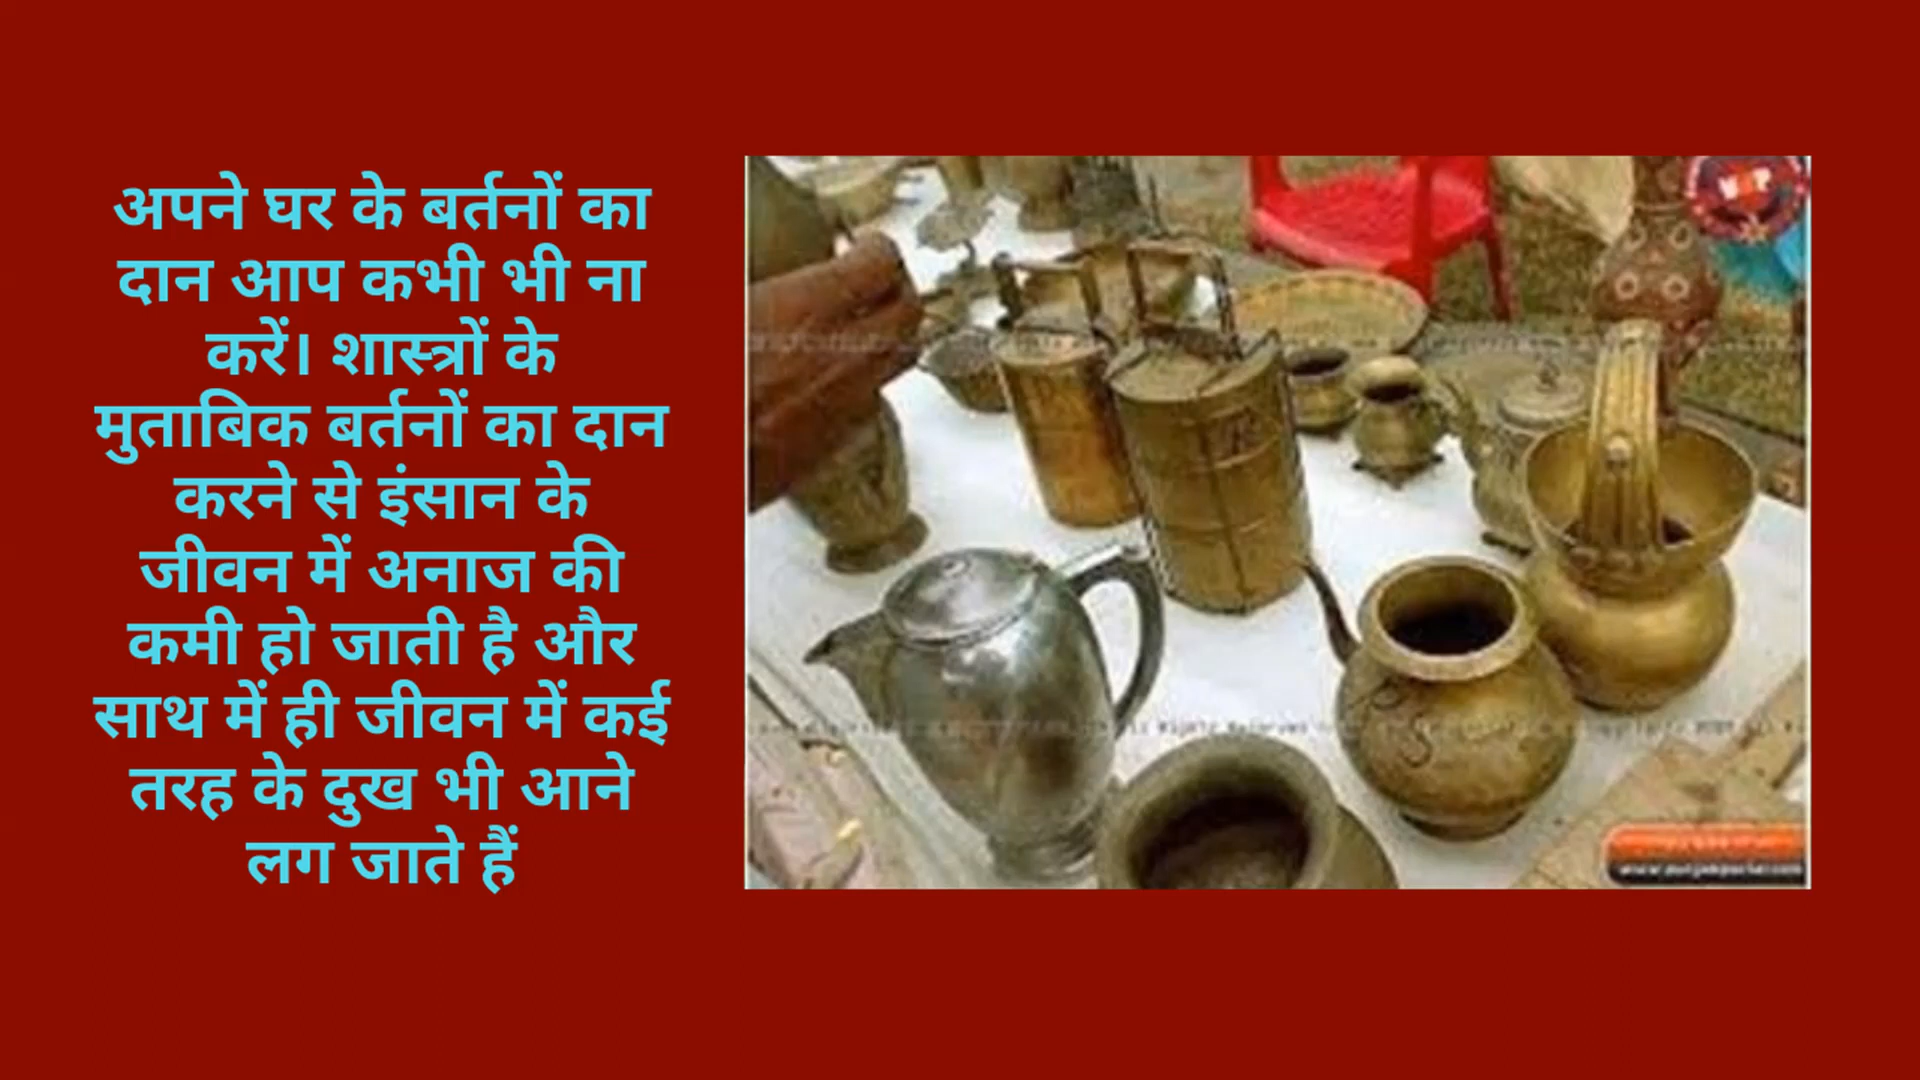 अपने घर के बर्तनों का
दान आप कभी भी ना
करें। शास्त्रों के
मुताबिक बर्तनों का दान
करने से इंसान के
जीवन में अनाज की
कमी हो जाती है और
साथ में ही जीवन में कई
तरह के दुख भी आने
लग जाते हैं